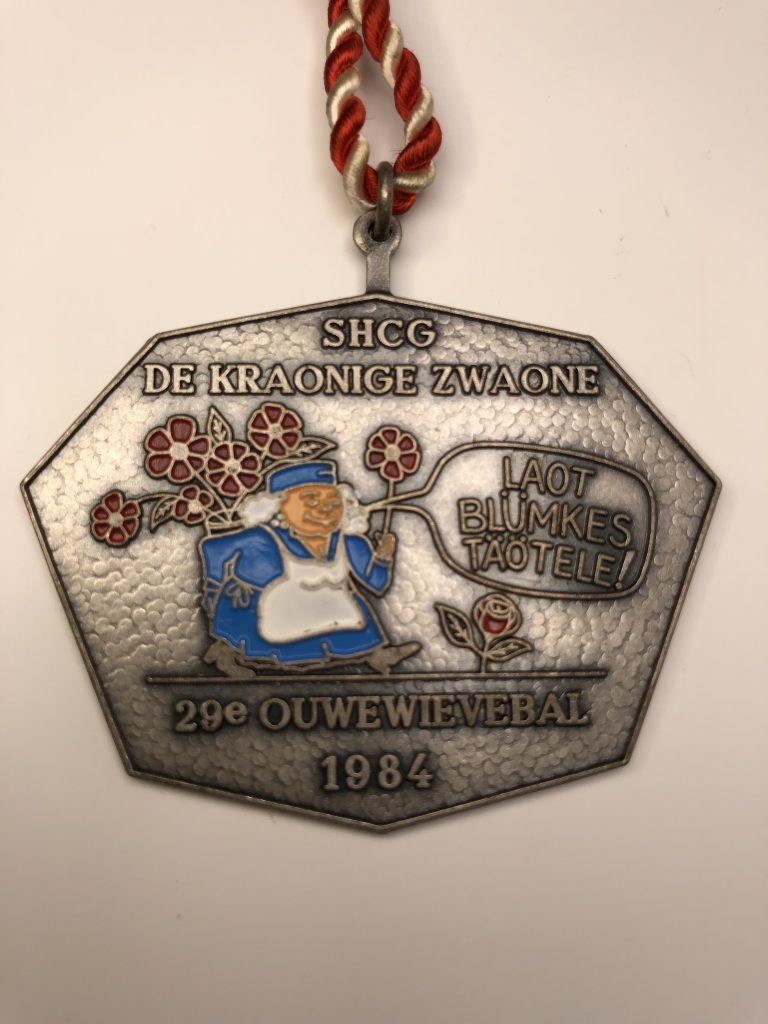 SHCG
DE KRAONIGE ZWAONE
LAOT
BLÜMKES
TÄÖTELE!
29e OUWEWIEVEBAL
1984